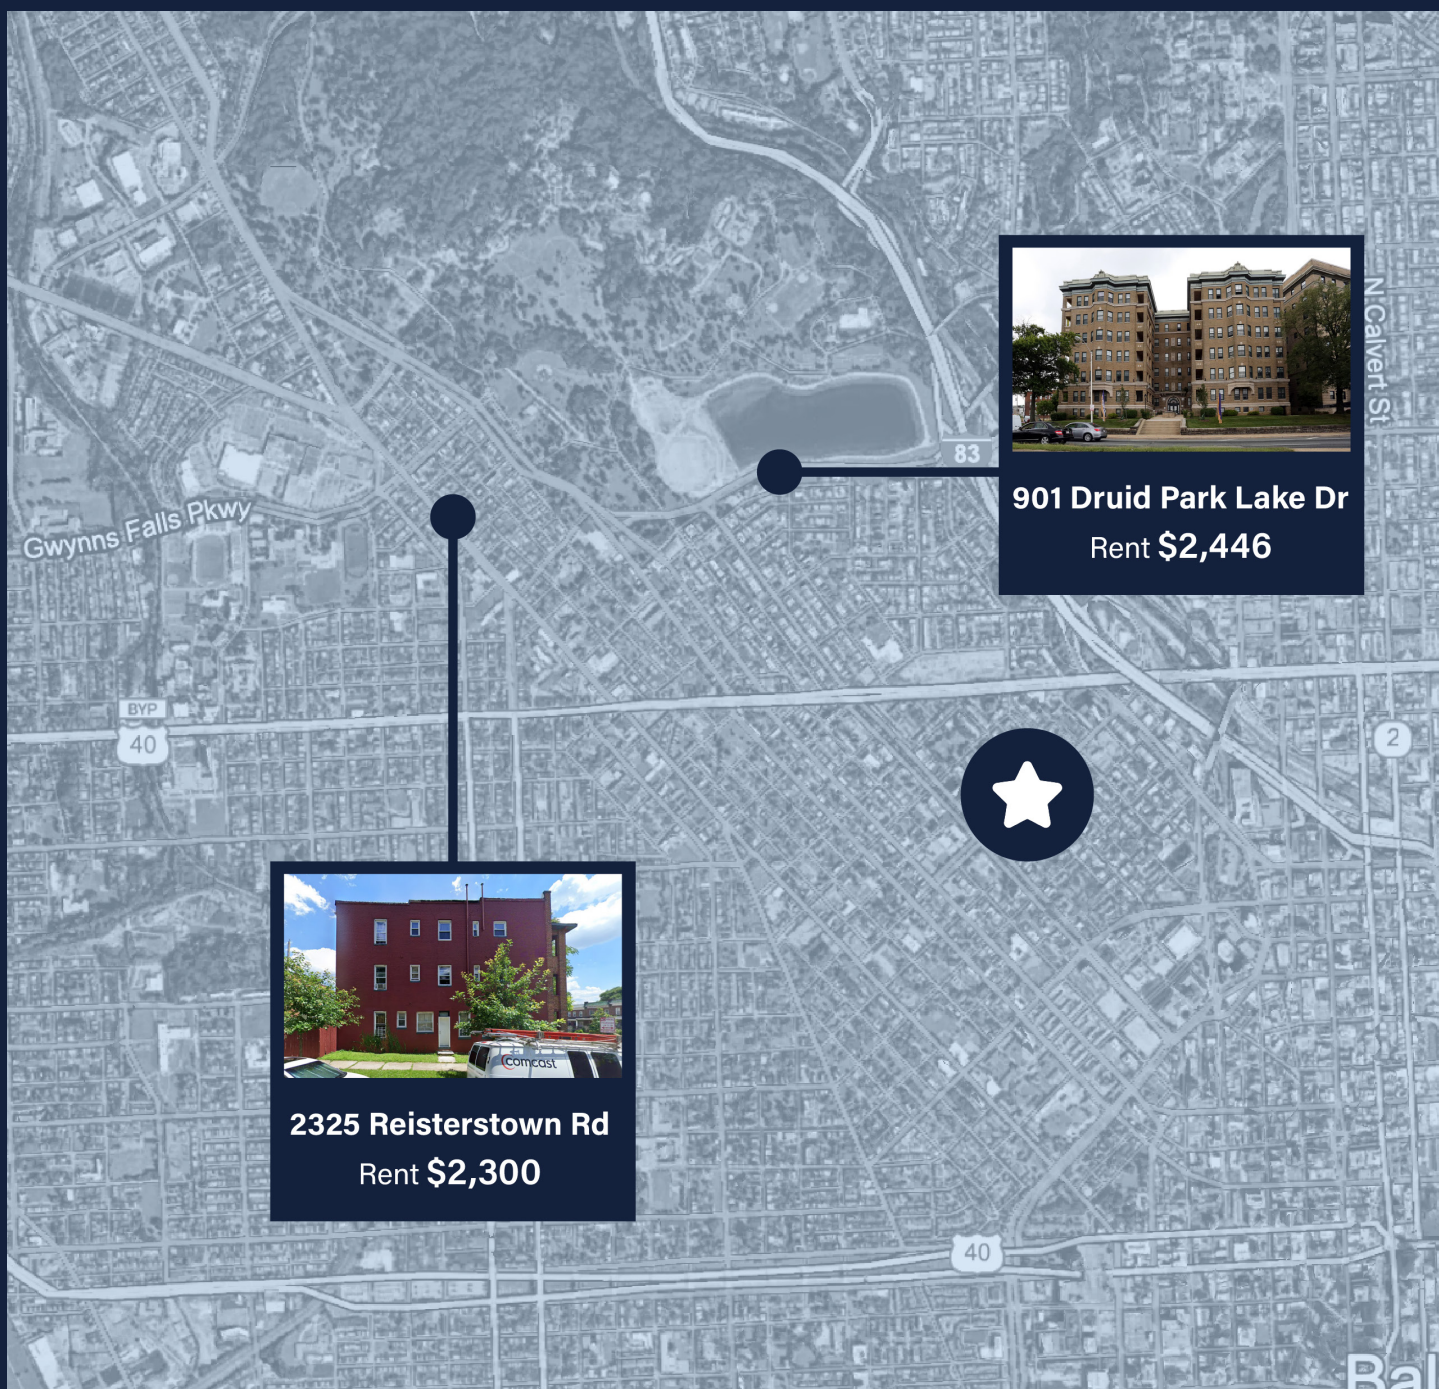 N Calvert St
83
901 Druid Park Lake Dr
Rent $2,446
Gwynns Falls Pkwy
BYP
40
2
comcast
2325 Reisterstown Rd
Rent $2,300
40
Bal